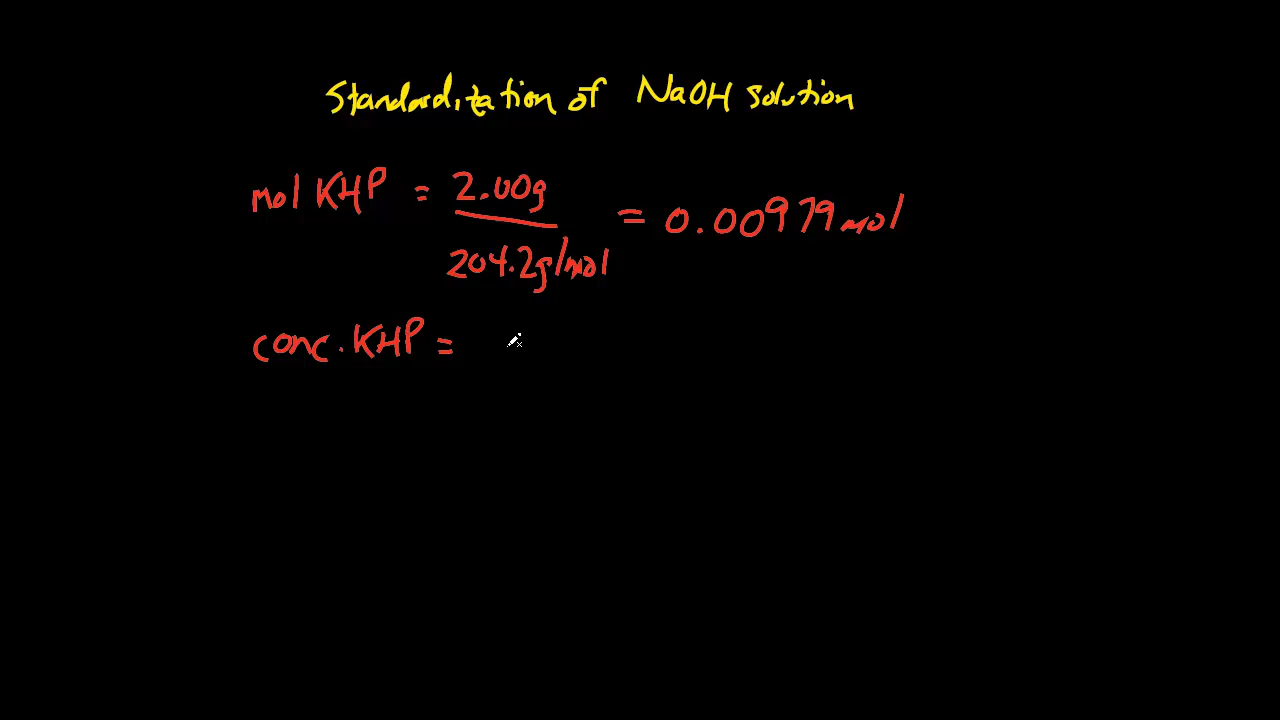 Standardization of NaOH solution
mol KHP = 2.00g / 204.2g/mol = 0.00979 mol
conc. KHP =